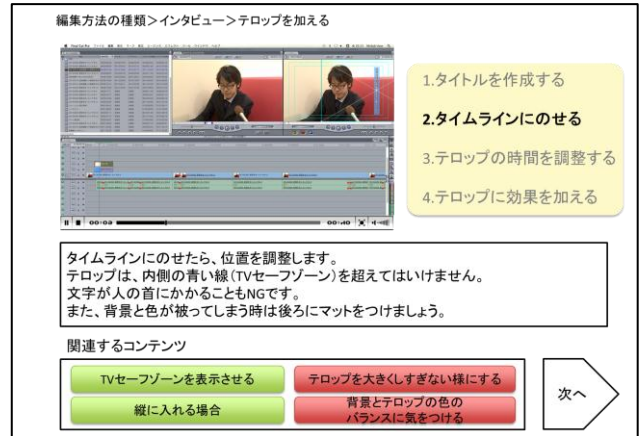 編集方法の種類>インタビュー>テロップを加える
1.タイトルを作成する
2.タイムラインにのせる
3.テロップの時間を調整する
4.テロップに効果を加える
00:03
00:40
タイムラインにのせたら、位置を調整します。
テロップは、内側の青い線(TVセーフゾーン)を超えてはいけません。
文字が人の首にかかることもNGです。
また、背景と色が被ってしまう時は後ろにマットをつけましょう。
関連するコンテンツ
TVセーフゾーンを表示させる
テロップを大きくしすぎない様にする
縦に入れる場合
背景とテロップの色の
バランスに気をつける
次へ